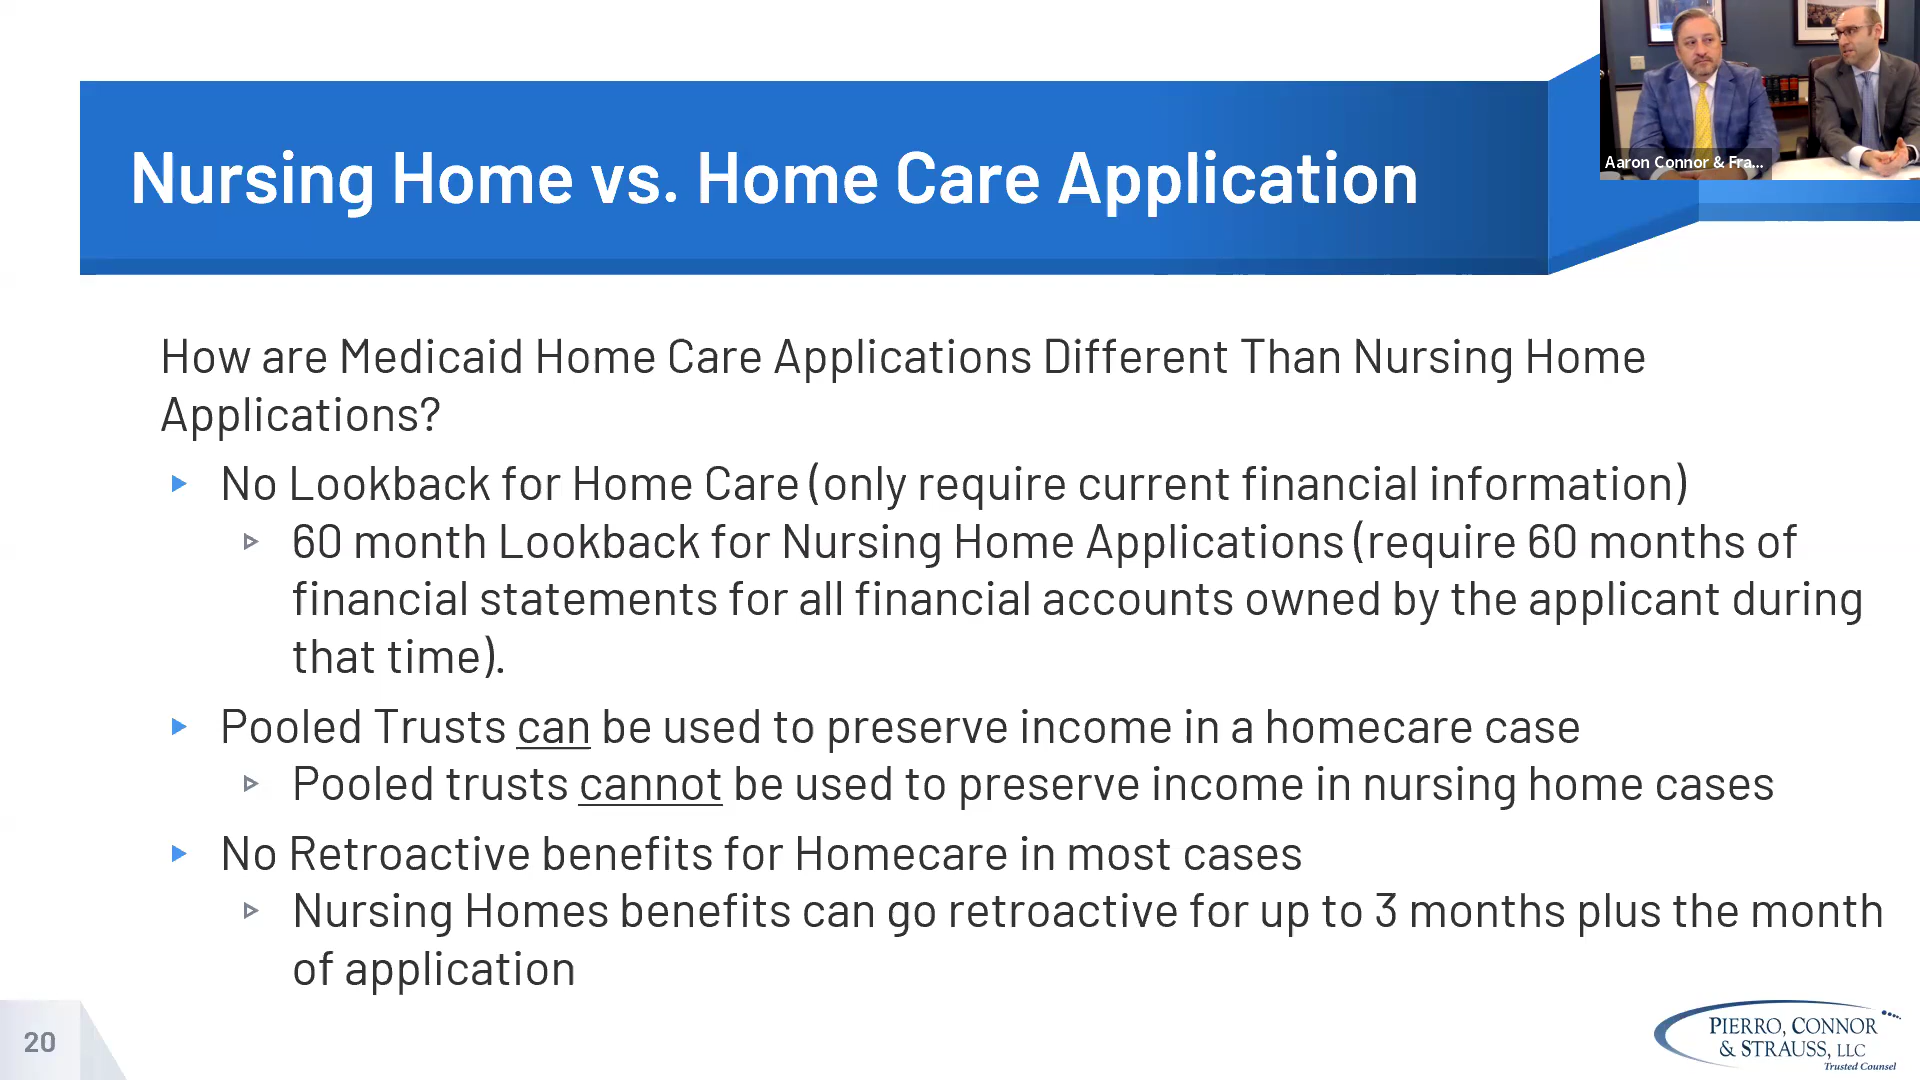 Aaron Connor & Fra...
Nursing Home vs. Home Care Application
How are Medicaid Home Care Applications Different Than Nursing Home
Applications?
No Lookback for Home Care (only require current financial information)
60 month Lookback for Nursing Home Applications (require 60 months of
financial statements for all financial accounts owned by the applicant during
that time).
Pooled Trusts can be used to preserve income in a homecare case
Pooled trusts cannot be used to preserve income in nursing home cases
No Retroactive benefits for Homecare in most cases
Nursing Homes benefits can go retroactive for up to 3 months plus the month
of application
20
PIERRO, CONNOR
& STRAUSS, LLC
Trusted Counsel